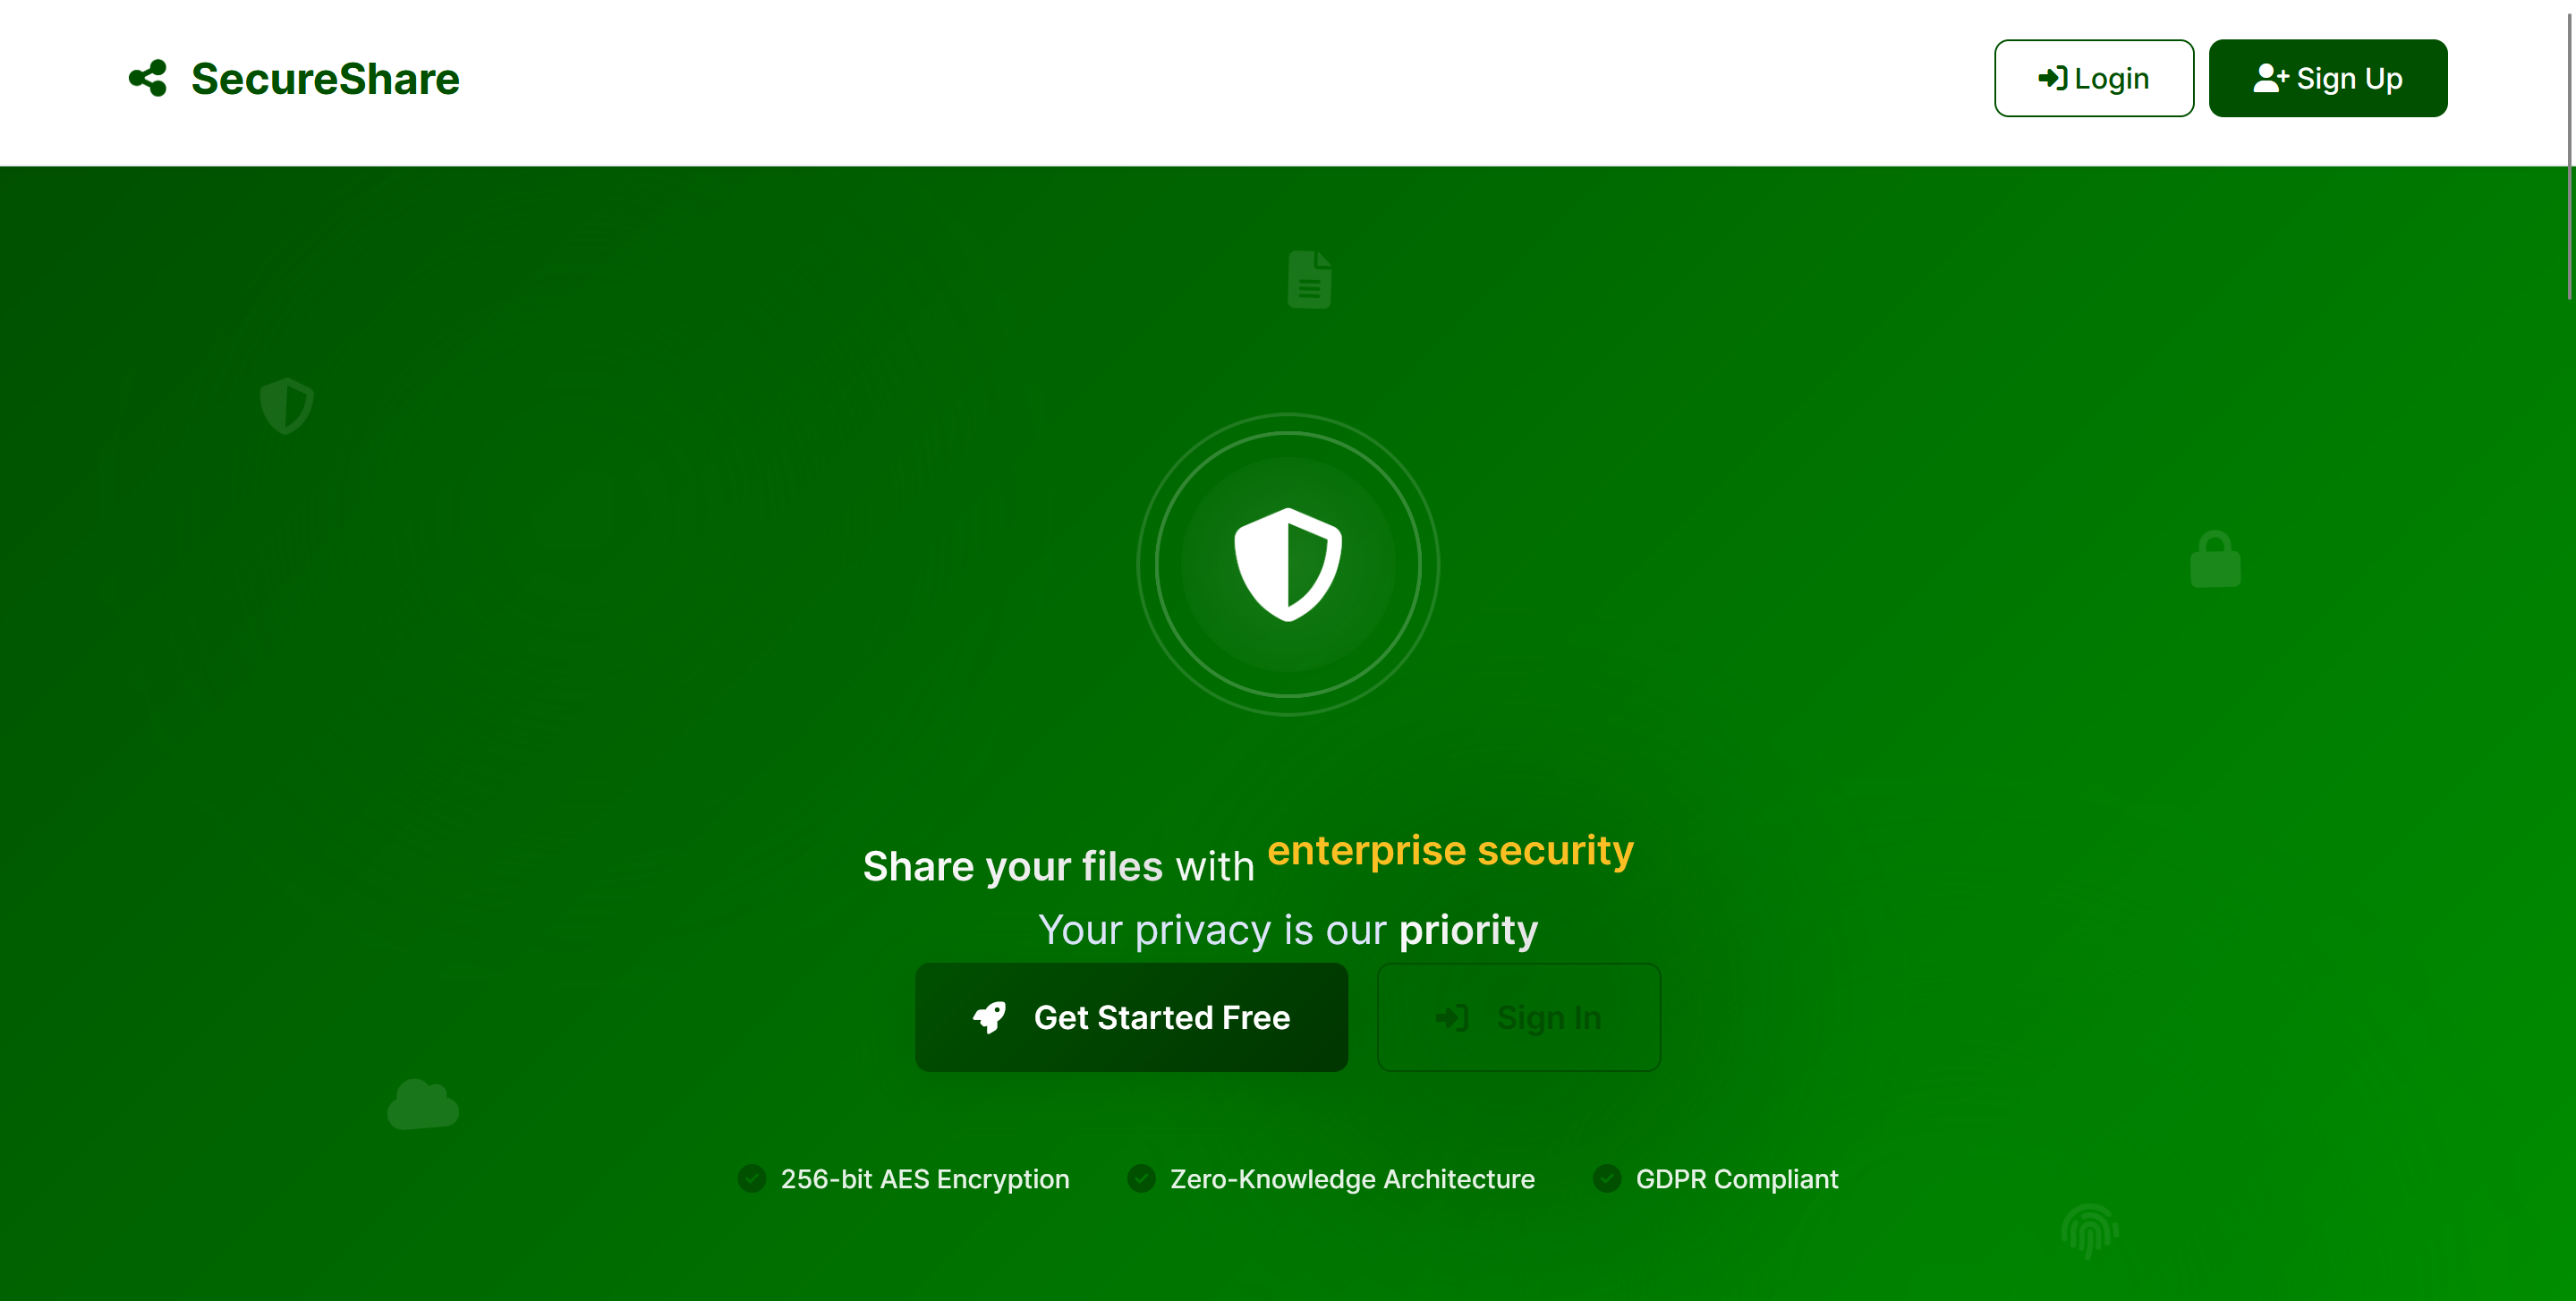 SecureShare
Login
Sign Up
Share your files with enterprise security
Your privacy is our priority
Get Started Free
Sign In
256-bit AES Encryption
Zero-Knowledge Architecture
GDPR Compliant